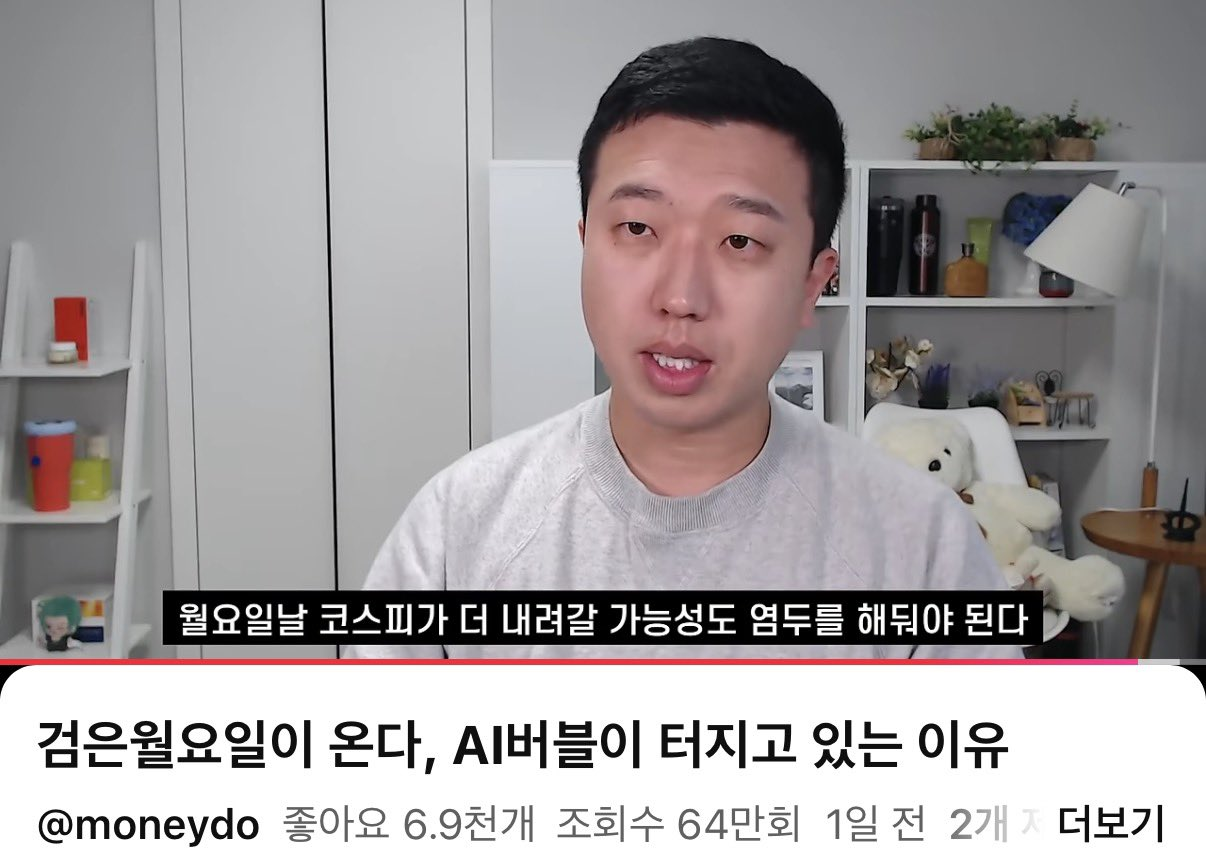 월요일날 코스피가 더 내려갈 가능성도 염두를 해둬야 된다
검은월요일이 온다, AI버블이 터지고 있는 이유
@moneydo 좋아요 6.9천개 조회수 64만회 1일 전 2개 더보기